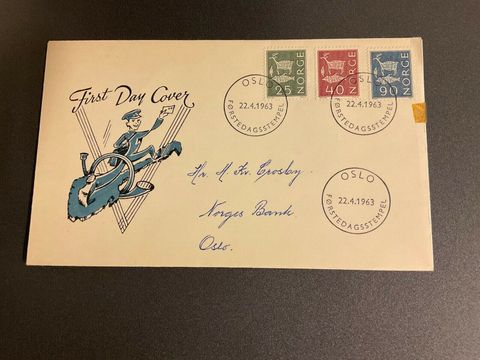 First Day Cover
25 NORGE
40 NORGE
90 NORGE
OSLO
22.4.1963
FØRSTEDAGSSTEMPEL
OSLO
22.4.1963
FØRSTEDAGSSTEMPEL
Hr. A. Kr. Crosby.
Norges Bank
Oslo.
OSLO
22.4.1963
FØRSTEDAGSSTEMPEL